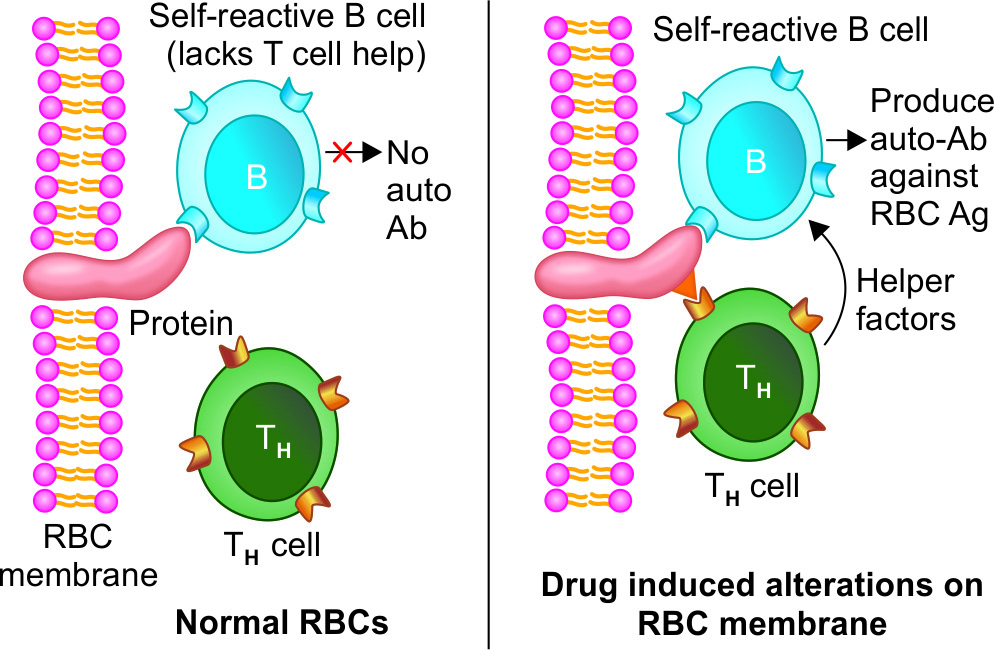 Self-reactive B cell
(lacks T cell help)
B
No
auto
Ab
Protein
TH
TH cell
RBC
membrane
Normal RBCs
Self-reactive B cell
B
Produce
auto-Ab
against
RBC Ag
Helper
factors
TH
TH cell
Drug induced alterations on
RBC membrane